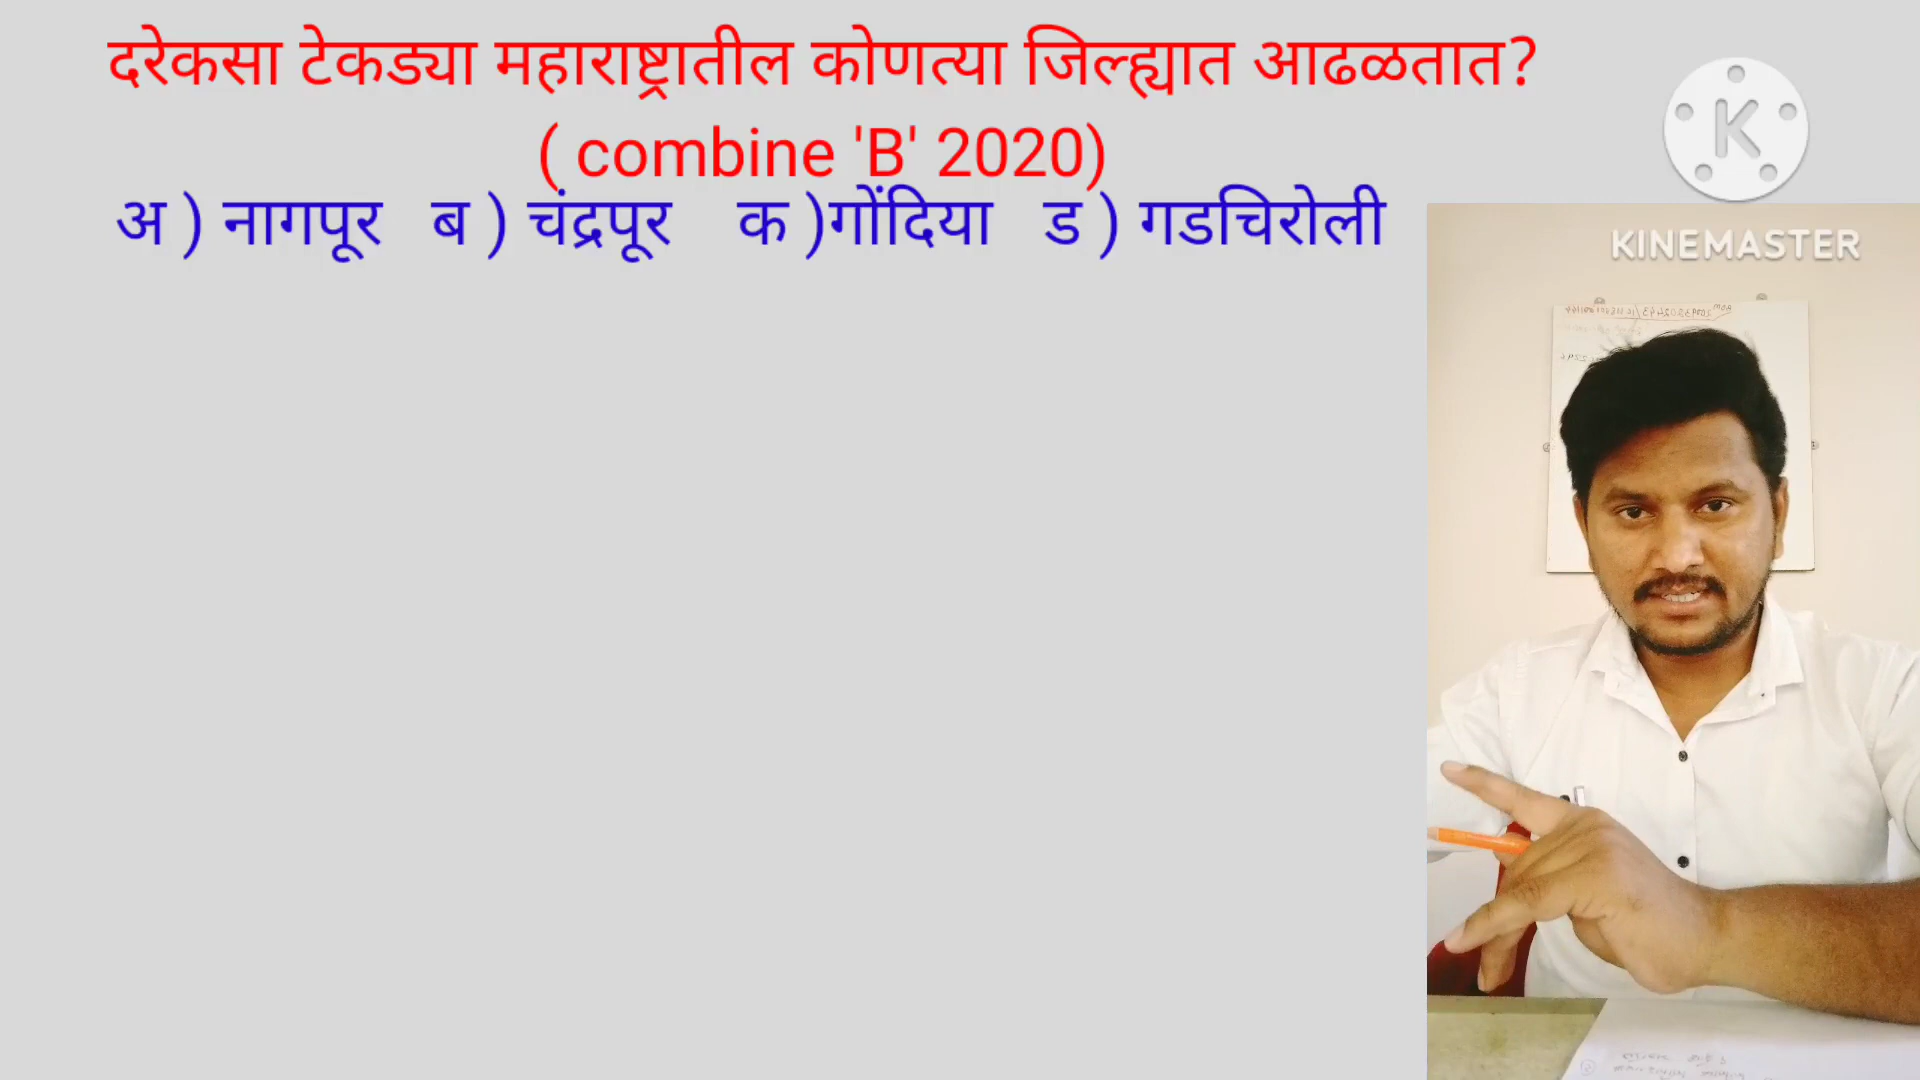 दरेकसा टेकड्या महाराष्ट्रातील कोणत्या जिल्ह्यात आढळतात?
( combine 'B' 2020)
अ ) नागपूर ब ) चंद्रपूर क )गोंदिया ड ) गडचिरोली
K
KINEMASTER